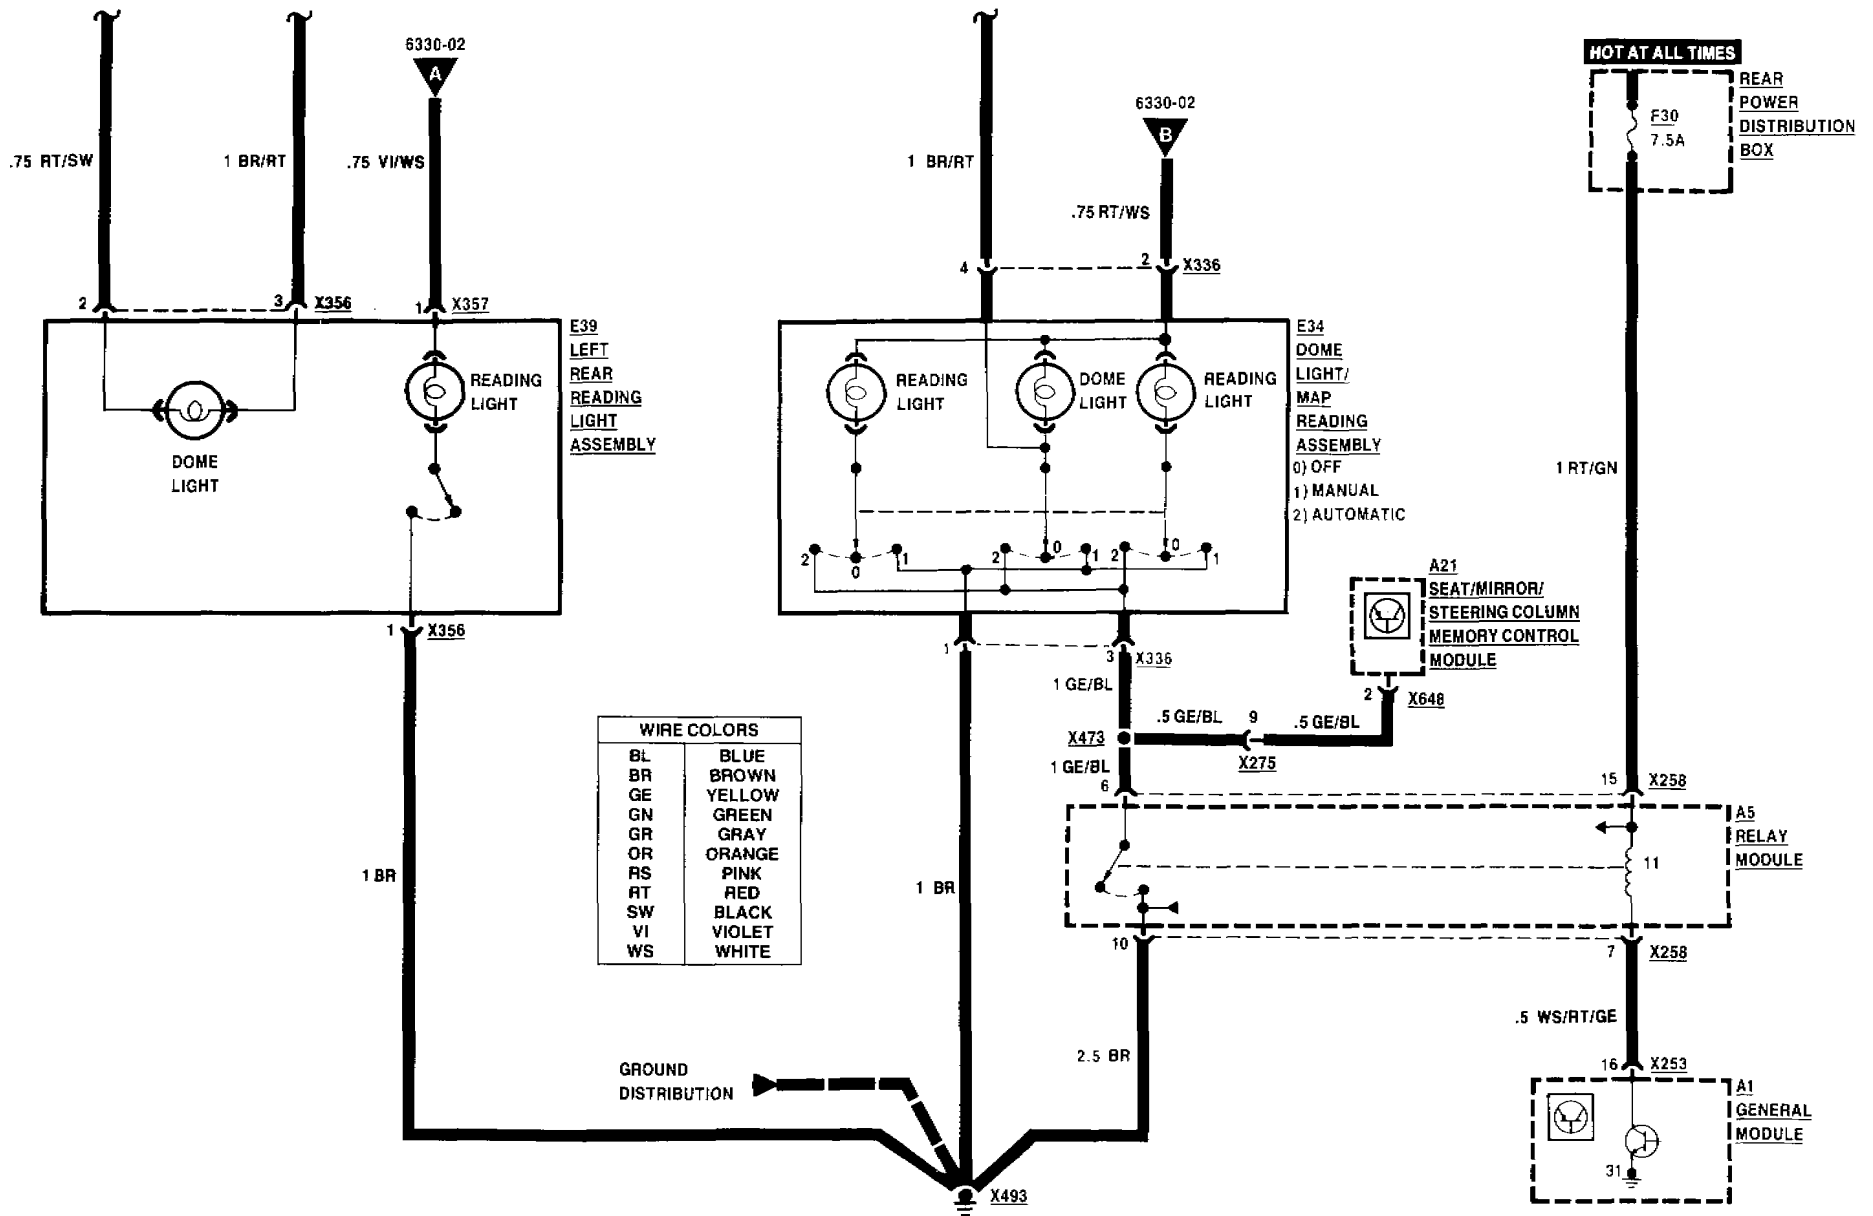 6330-02
A
.75 RT/SW
1 BR/RT
.75 VI/WS
2
3
X356
1
X357
E39
LEFT
REAR
READING
LIGHT
ASSEMBLY
READING
LIGHT
DOME
LIGHT
1
X356
1 BR
6330-02
B
1 BR/RT
.75 RT/WS
4
2
X336
E34
DOME
LIGHT/
MAP
READING
ASSEMBLY
0) OFF
1) MANUAL
2) AUTOMATIC
READING
LIGHT
DOME
LIGHT
READING
LIGHT
2
0
1
2
0
1
2
0
1
1
3
X336
1 GE/BL
X473
.5 GE/BL
9
X275
.5 GE/BL
1 GE/BL
6
A21
SEAT/MIRROR/
STEERING COLUMN
MEMORY CONTROL
MODULE
2
X648
HOT AT ALL TIMES
REAR
POWER
DISTRIBUTION
BOX
F30
7.5A
1 RT/GN
15
X258
A5
RELAY
MODULE
11
10
7
X258
.5 WS/RT/GE
16
X253
A1
GENERAL
MODULE
31
WIRE COLORS
BL BLUE
BR BROWN
GE YELLOW
GN GREEN
GR GRAY
OR ORANGE
RS PINK
RT RED
SW BLACK
VI VIOLET
WS WHITE
1 BR
2.5 BR
GROUND
DISTRIBUTION
X493